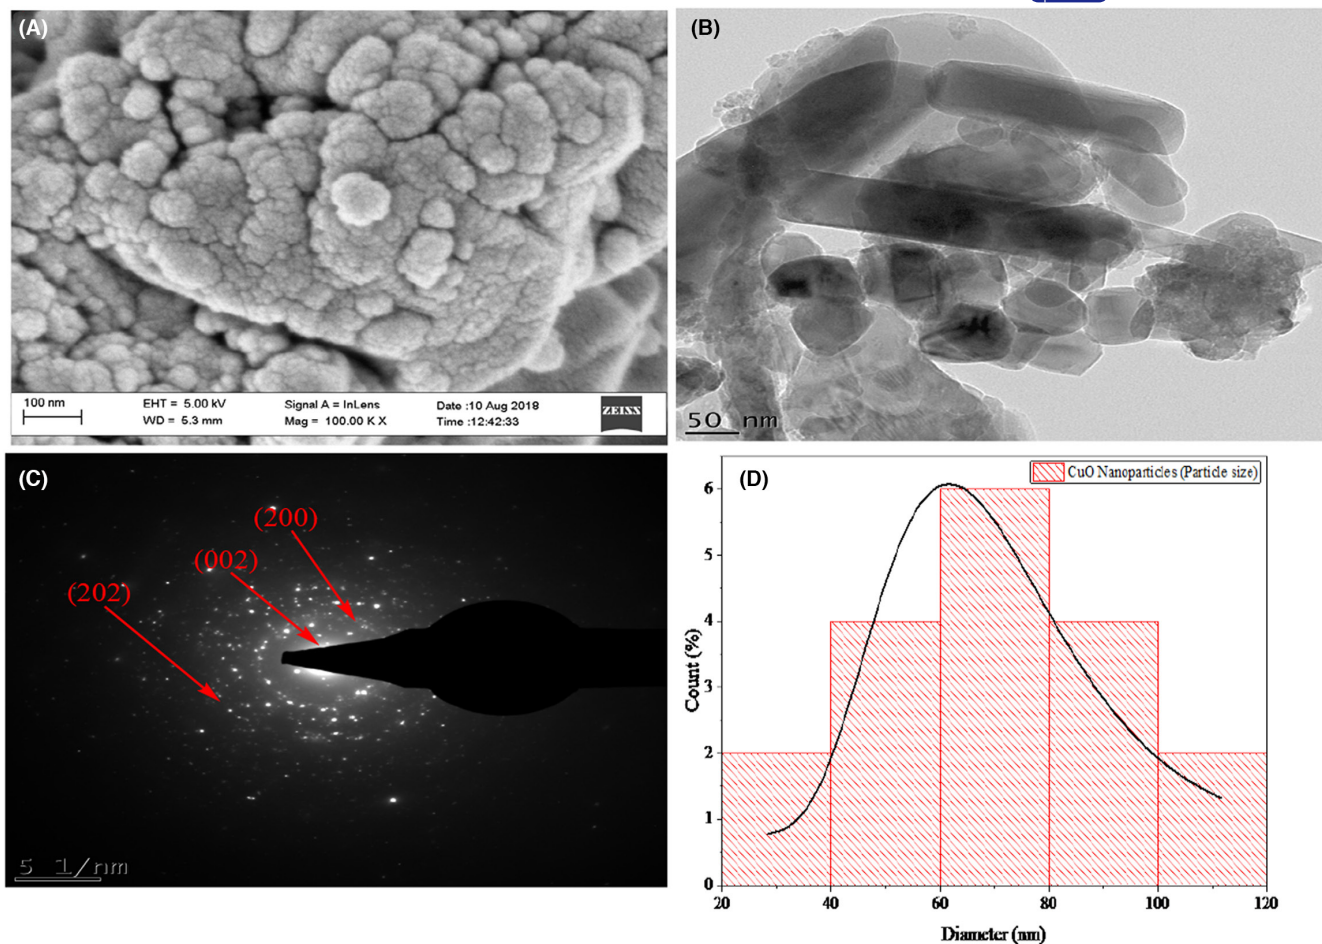 (A)
100 nm
EHT = 5.00 kV
WD = 5.3 mm
Signal A = InLens
Mag = 100.00 K X
Date :10 Aug 2018
Time :12:42:33
ZEISS
(B)
50 nm
(C)
(200)
(002)
(202)
5 1/nm
(D)
CuO Nanoparticles (Particle size)
Count (%)
6
5
4
3
2
1
0
20 40 60 80 100 120
Diameter (nm)